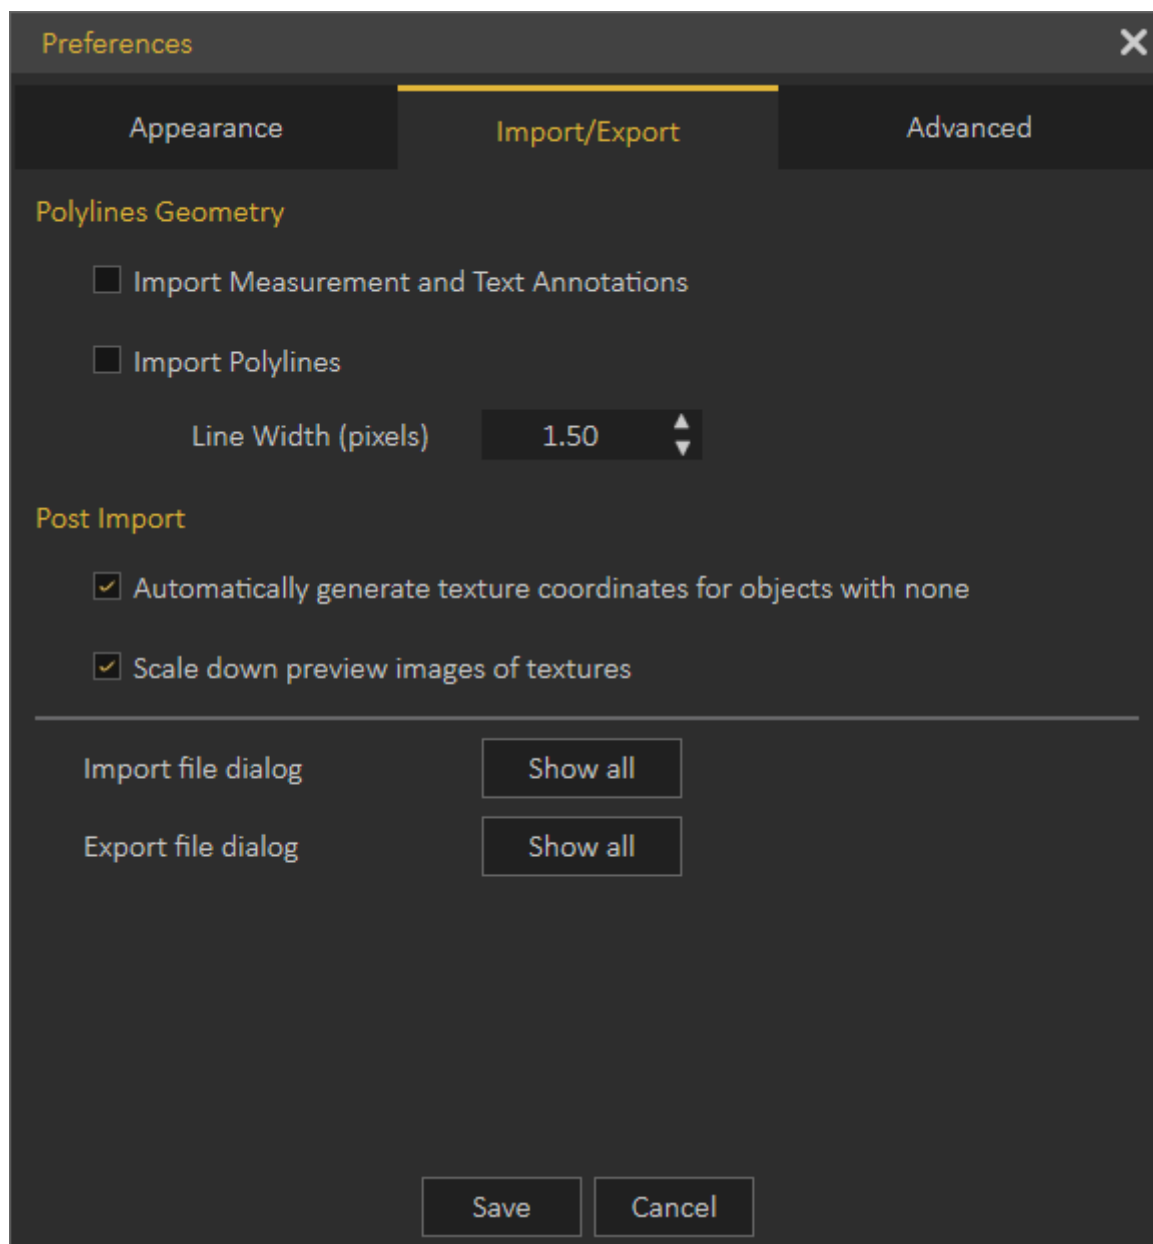 Preferences
Appearance Import/Export Advanced
Polylines Geometry
Import Measurement and Text Annotations
Import Polylines
Line Width (pixels) 1.50
Post Import
Automatically generate texture coordinates for objects with none
Scale down preview images of textures
Import file dialog Show all
Export file dialog Show all
Save Cancel